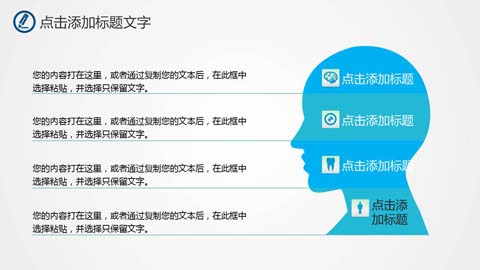 点击添加标题文字
您的内容打在这里，或者通过复制您的文本后，在此框中
选择粘贴，并选择只保留文字。
点击添加标题
您的内容打在这里，或者通过复制您的文本后，在此框中
选择粘贴，并选择只保留文字。
点击添加标题
您的内容打在这里，或者通过复制您的文本后，在此框中
选择粘贴，并选择只保留文字。
点击添加标题
您的内容打在这里，或者通过复制您的文本后，在此框中
选择粘贴，并选择只保留文字。
点击添
加标题